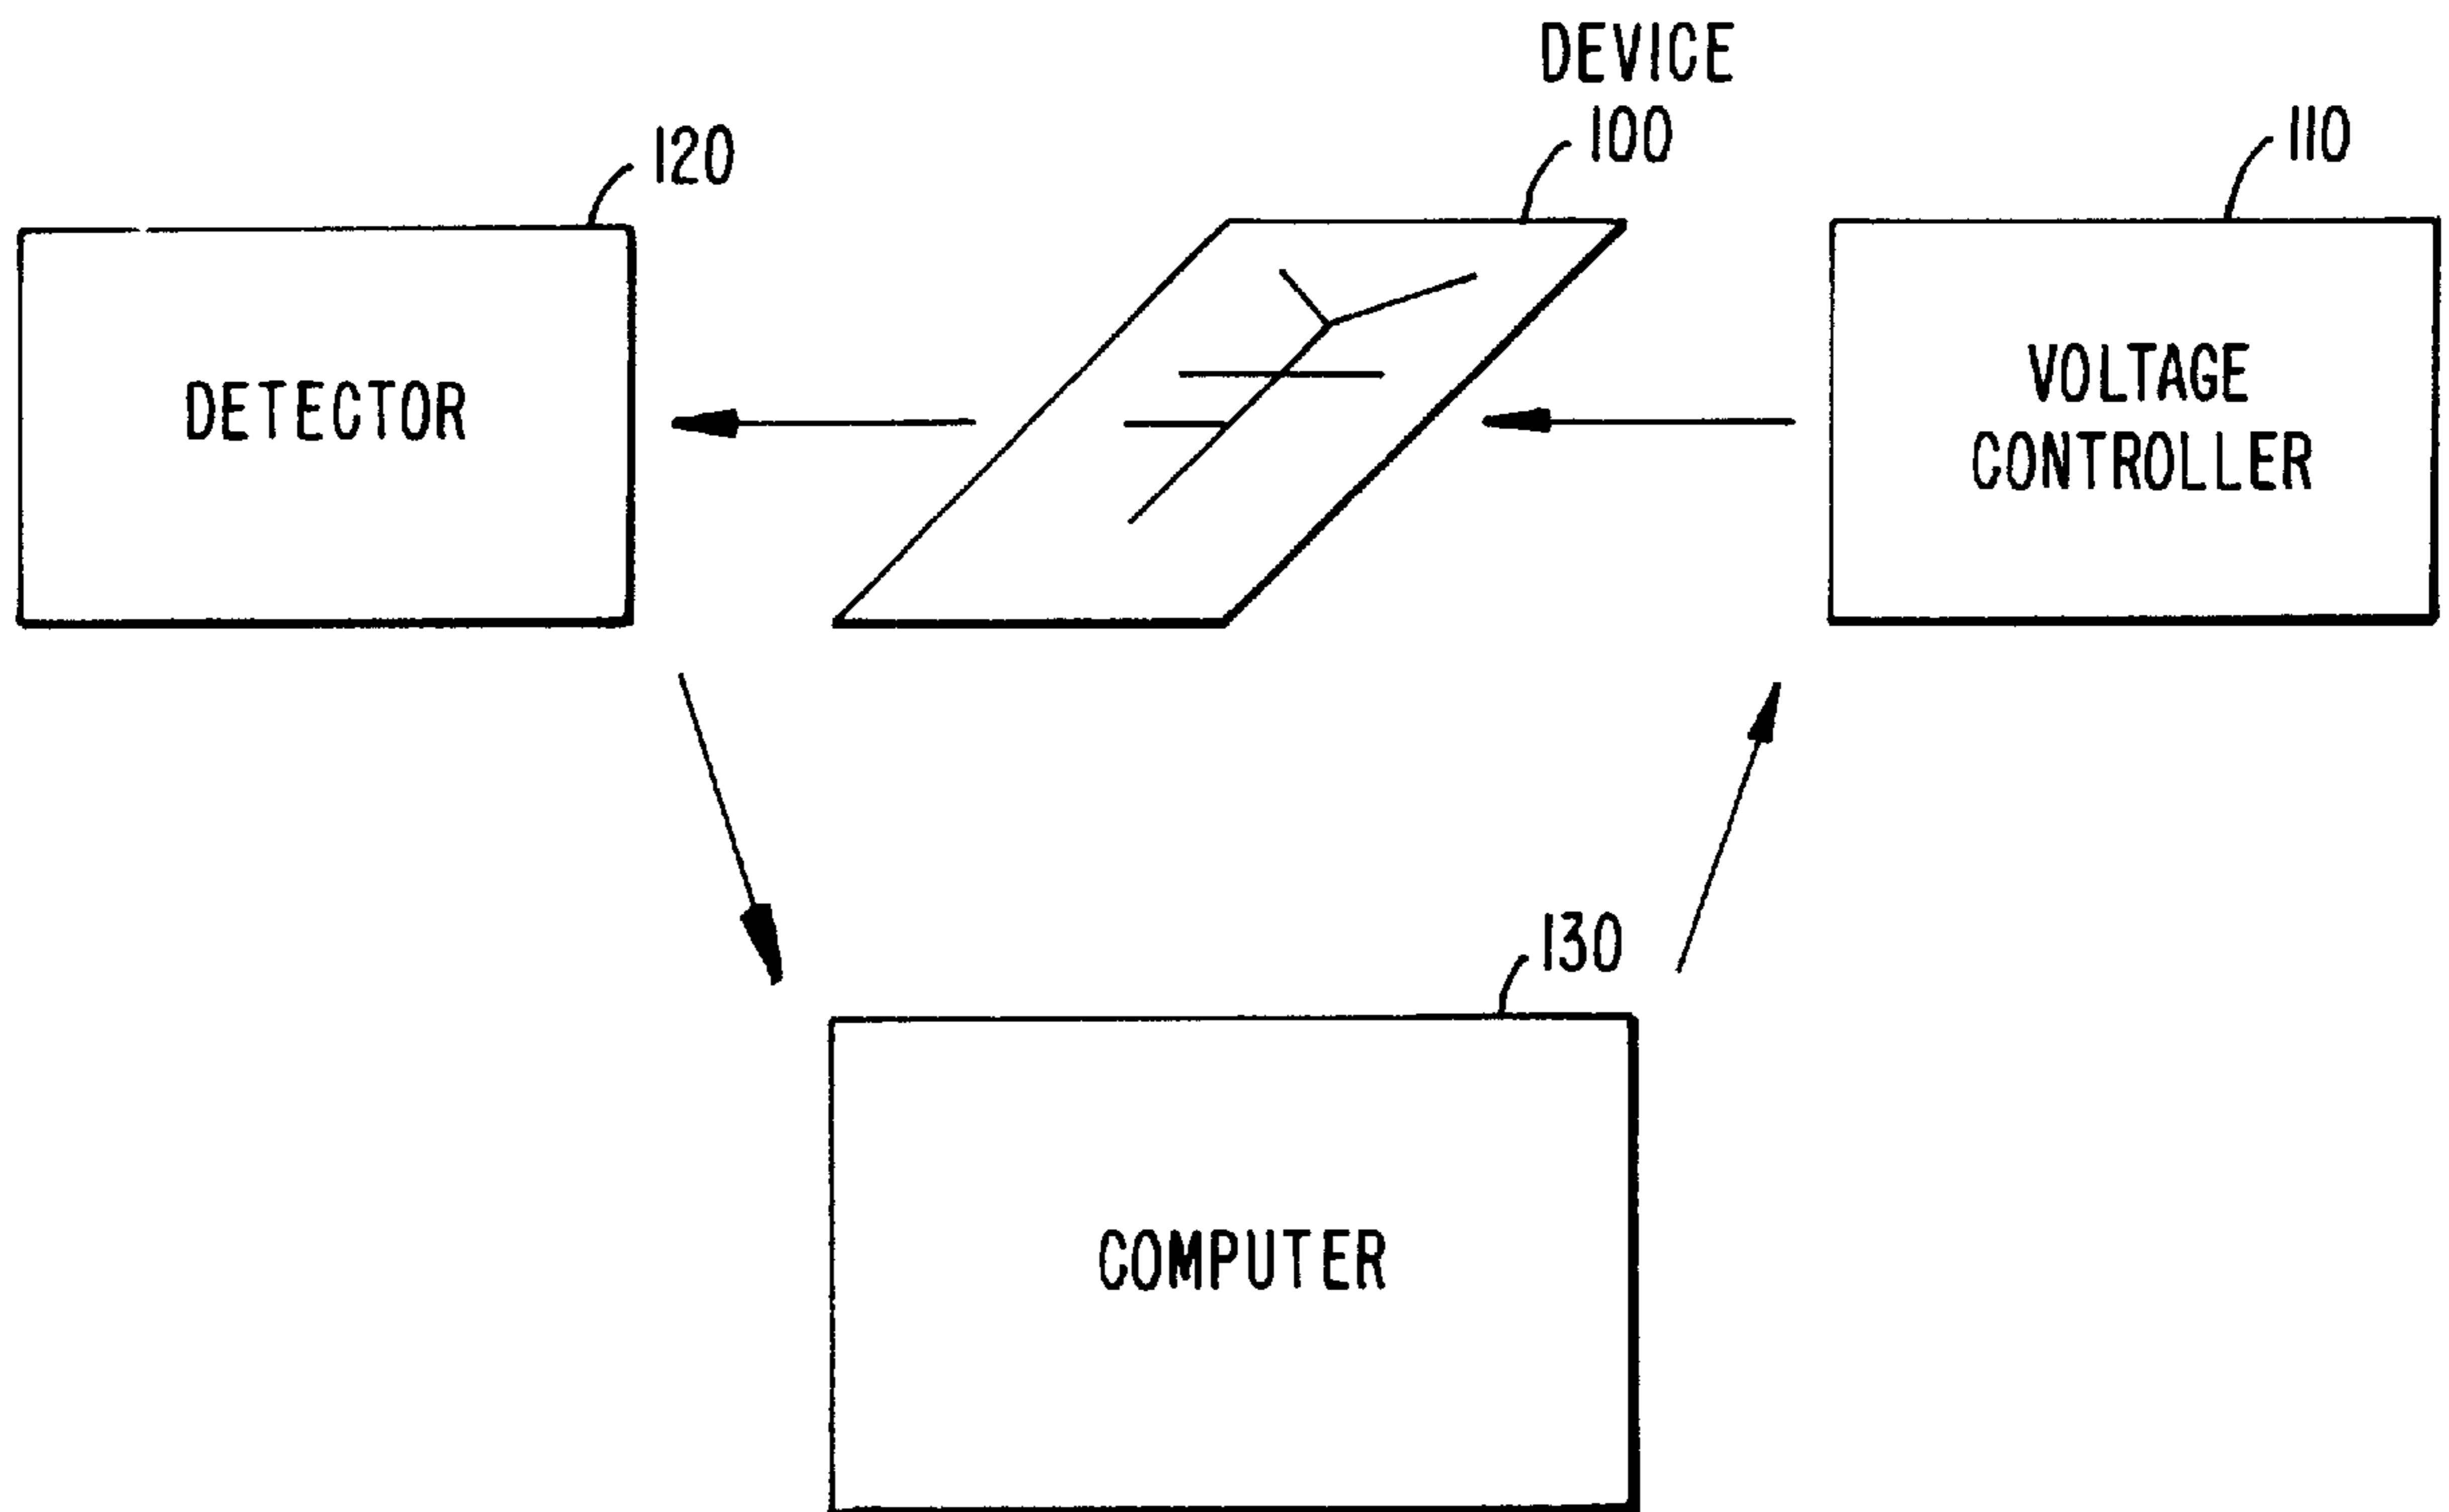 DEVICE
100
120
110
DETECTOR
VOLTAGE
CONTROLLER
130
COMPUTER